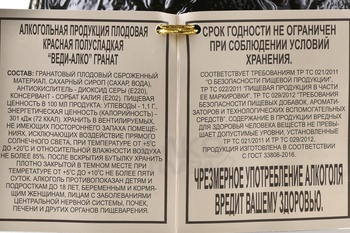 АЛКОГОЛЬНАЯ ПРОДУКЦИЯ ПЛОДОВАЯ
КРАСНАЯ ПОЛУСЛАДКАЯ
"ВЕДИ-АЛКО" ГРАНАТ
СОСТАВ: ГРАНАТОВЫЙ ПЛОДОВЫЙ СБРОЖЕННЫЙ
МАТЕРИАЛ, САХАРНЫЙ СИРОП (САХАР, ВОДА),
АНТИОКИСЛИТЕЛЬ - ДИОКСИД СЕРЫ (Е220),
КОНСЕРВАНТ - СОРБАТ КАЛИЯ (Е202). ПИЩЕВАЯ
ЦЕННОСТЬ В 100 МЛ ПРОДУКТА: УГЛЕВОДЫ - 1,1 Г.,
ЭНЕРГЕТИЧЕСКАЯ ЦЕННОСТЬ (КАЛОРИЙНОСТЬ) -
301 КДЖ (72 ККАЛ). ХРАНИТЬ В ПОМЕЩЕНИЯХ, НЕ
ИМЕЮЩИХ ПОСТОРОННЕГО ЗАПАХА ПОМЕ-
ЩЕНИЯХ, ИСКЛЮЧАЮЩИХ ВОЗДЕЙСТВИЕ ПРЯМОГО
СОЛНЕЧНОГО СВЕТА, ПРИ ТЕМПЕРАТУРЕ ОТ +5°С
ДО +20°С И ОТНОСИТЕЛЬНОЙ ВЛАЖНОСТИ ВОЗДУХА
НЕ ВЫШЕ 85%. ПОСЛЕ ВСКРЫТИЯ БУТЫЛКУ ХРАНИТЬ
ПЛОТНО ЗАКРЫТОЙ В ТЕМНОМ МЕСТЕ ПРИ
ТЕМПЕРАТУРЕ ОТ +5°С ДО +10°С НЕ БОЛЕЕ ПЯТИ
СУТОК. АЛКОГОЛЬ ПРОТИВОПОКАЗАН ДЕТЯМ И
ПОДРОСТКАМ ДО 18 ЛЕТ, БЕРЕМЕННЫМ И КОРМЯ-
ЩИМ ЖЕНЩИНАМ, ЛИЦАМ С ЗАБОЛЕВАНИЯМИ
ЦЕНТРАЛЬНОЙ НЕРВНОЙ СИСТЕМЫ, ПОЧЕК,
ПЕЧЕНИ И ДРУГИХ ОРГАНОВ ПИЩЕВАРЕНИЯ.
СРОК ГОДНОСТИ НЕ ОГРАНИЧЕН
ПРИ СОБЛЮДЕНИИ УСЛОВИЙ
ХРАНЕНИЯ.
СООТВЕТСТВУЕТ ТРЕБОВАНИЯМ ТР ТС 021/2011
"О БЕЗОПАСНОСТИ ПИЩЕВОЙ ПРОДУКЦИИ",
ТР ТС 022/2011 "ПИЩЕВАЯ ПРОДУКЦИЯ В ЧАСТИ
ЕЕ МАРКИРОВКИ", ТР ТС 029/2012 "ТРЕБОВАНИЯ
БЕЗОПАСНОСТИ ПИЩЕВЫХ ДОБАВОК, АРОМАТИ-
ЗАТОРОВ И ТЕХНОЛОГИЧЕСКИХ ВСПОМОГАТЕЛЬНЫХ
СРЕДСТВ". СОДЕРЖАНИЕ В ПРОДУКЦИИ ВРЕДНЫХ
ДЛЯ ЗДОРОВЬЯ ЧЕЛОВЕКА ВЕЩЕСТВ НЕ ПРЕВЫ-
ШАЕТ ДОПУСТИМЫЕ УРОВНИ, УСТАНОВЛЕННЫЕ
ТР ТС 021/2011 И ТР ТС 029/2012.
ПРОДУКЦИЯ ИЗГОТОВЛЕНА В СООТВЕТСТВИИ С
ГОСТ 33806-2016.
ЧРЕЗМЕРНОЕ УПОТРЕБЛЕНИЕ АЛКОГОЛЯ
ВРЕДИТ ВАШЕМУ ЗДОРОВЬЮ.